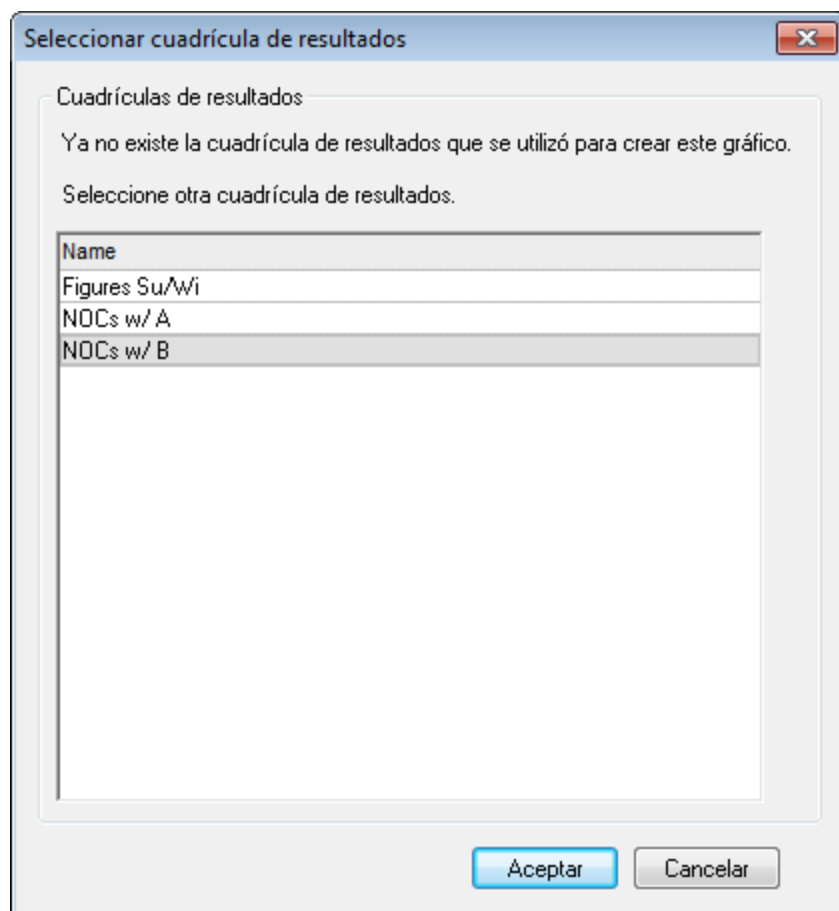 Seleccionar cuadrícula de resultados
Cuadrículas de resultados
Ya no existe la cuadrícula de resultados que se utilizó para crear este gráfico.
Seleccione otra cuadrícula de resultados.
Name
Figures Su/Wi
NOCs w/ A
NOCs w/ B
Aceptar Cancelar